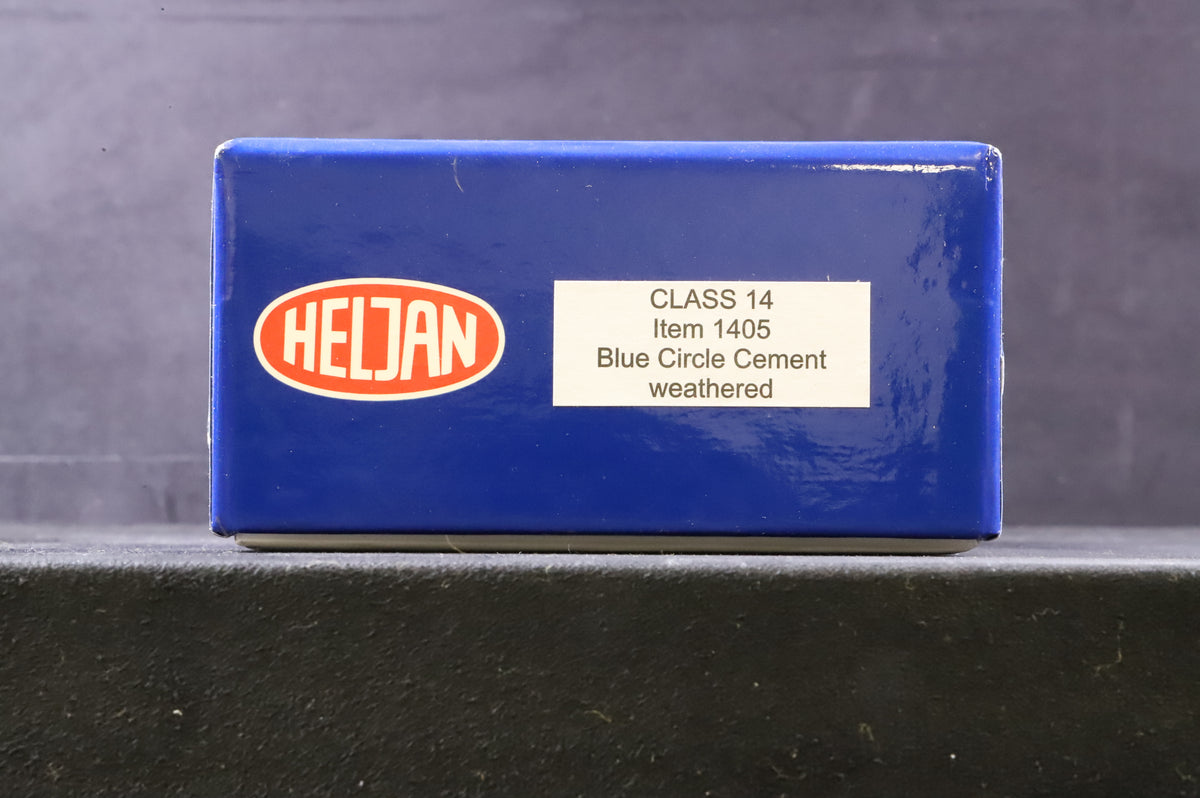 HELJAN
CLASS 14
Item 1405
Blue Circle Cement
weathered